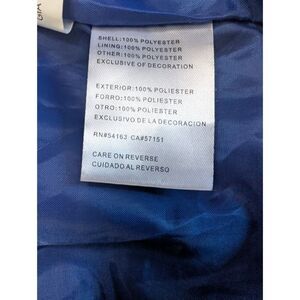 SHELL:100% POLYESTER
LINING:100% POLYESTER
OTHER:100% POLYESTER
EXCLUSIVE OF DECORATION
EXTERIOR:100% POLIESTER
FORRO:100% POLIESTER
OTRO:100% POLIESTER
EXCLUSIVO DE LA DECORACION
RN#54163 CA#57151
CARE ON REVERSE
CUIDADO AL REVERSO